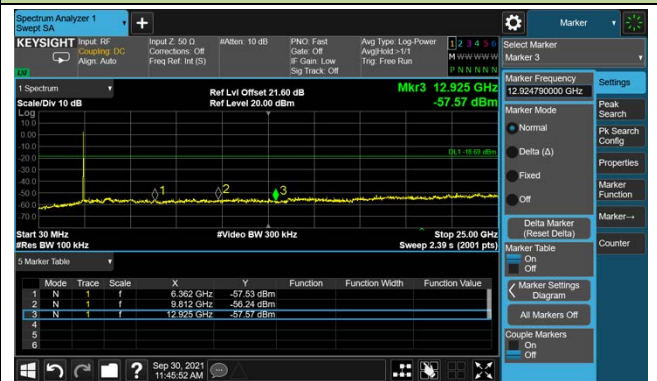 Spectrum Analyzer 1
Swept SA
Marker
KEYSIGHT
Input: RF
Coupling: DC
Align: Auto
Input Z: 50 Ω
Corrections: Off
Freq Ref: Int (S)
#Atten: 10 dB
PNO: Fast
Gate: Off
IF Gain: Low
Sig Track: Off
Avg Type: Log-Power
Avg|Hold:>1/1
Trig: Free Run
1 2 3 4 5 6
M W W W W W
P N N N N N
LXI
Select Marker
Marker 3
1 Spectrum
Scale/Div 10 dB
Ref Lvl Offset 21.60 dB
Ref Level 20.00 dBm
Mkr3 12.925 GHz
-57.57 dBm
Log
10.0
0.00
-10.0
-20.0
-30.0
-40.0
-50.0
-60.0
-70.0
DL1 -18.69 dBm
1
2
3
Start 30 MHz
#Res BW 100 kHz
#Video BW 300 kHz
Stop 25.00 GHz
Sweep 2.39 s (2001 pts)
5 Marker Table
Mode Trace Scale X Y Function Function Width Function Value
1 N 1 f 6.362 GHz -57.53 dBm
2 N 1 f 9.812 GHz -56.24 dBm
3 N 1 f 12.925 GHz -57.57 dBm
4
5
6
Marker Frequency
12.924790000 GHz
Marker Mode
Normal
Delta (Δ)
Fixed
Off
Delta Marker
(Reset Delta)
Marker Table
On
Off
Marker Settings
Diagram
All Markers Off
Couple Markers
On
Off
Settings
Peak
Search
Pk Search
Config
Properties
Marker
Function
Marker→
Counter
?
Sep 30, 2021
11:45:52 AM